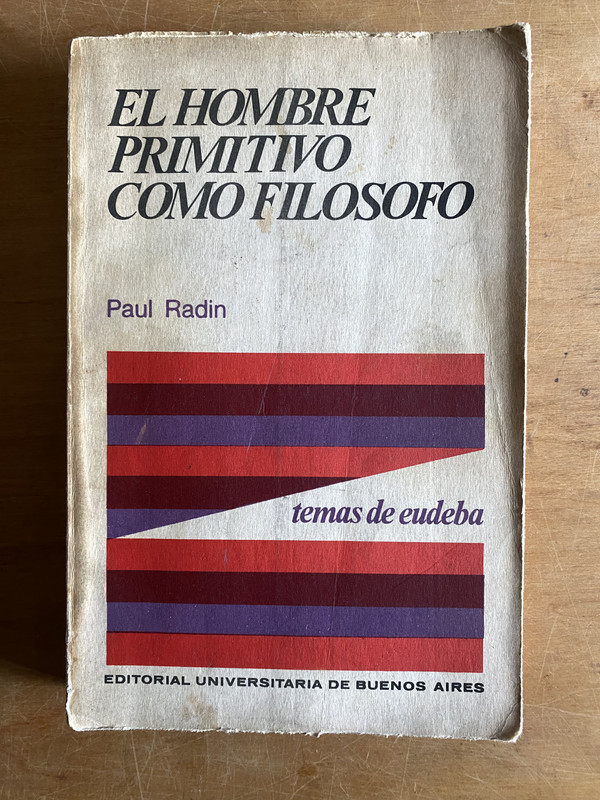 EL HOMBRE
PRIMITIVO
COMO FILOSOFO
Paul Radin
temas de eudeba
EDITORIAL UNIVERSITARIA DE BUENOS AIRES